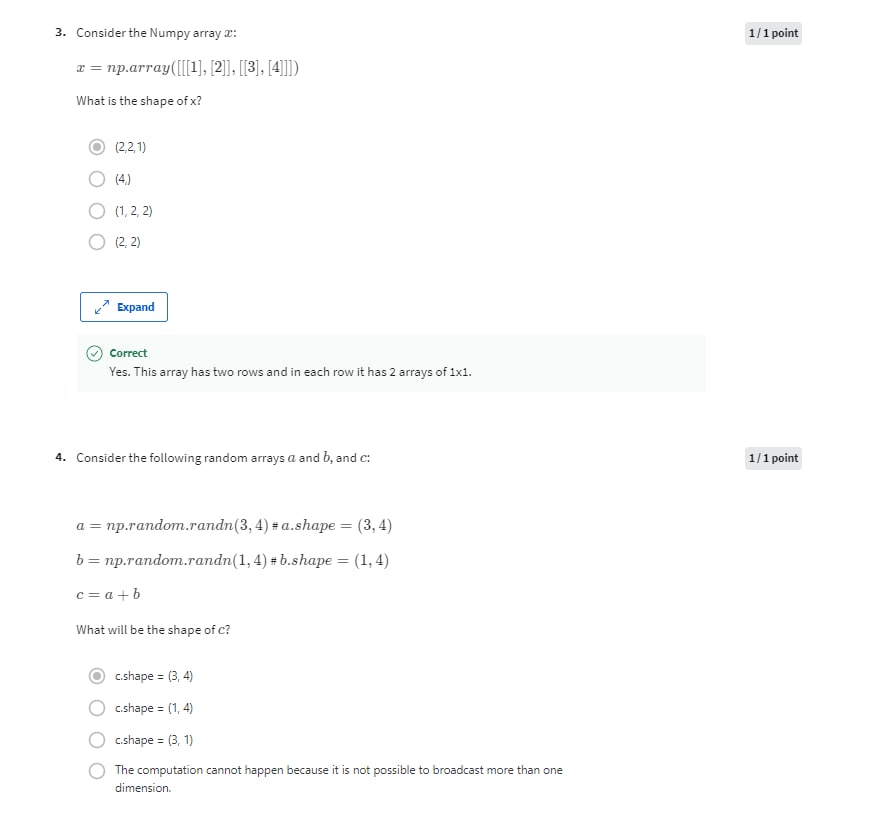 3. Consider the Numpy array x: 1 / 1 point
x = np.array([[[1], [2]], [[3], [4]]])
What is the shape of x?
(2,2,1)
(4,)
(1, 2, 2)
(2, 2)
Expand
Correct
Yes. This array has two rows and in each row it has 2 arrays of 1x1.
4. Consider the following random arrays a and b, and c: 1 / 1 point
a = np.random.randn(3, 4) # a.shape = (3, 4)
b = np.random.randn(1, 4) # b.shape = (1, 4)
c = a + b
What will be the shape of c?
c.shape = (3, 4)
c.shape = (1, 4)
c.shape = (3, 1)
The computation cannot happen because it is not possible to broadcast more than one
dimension.